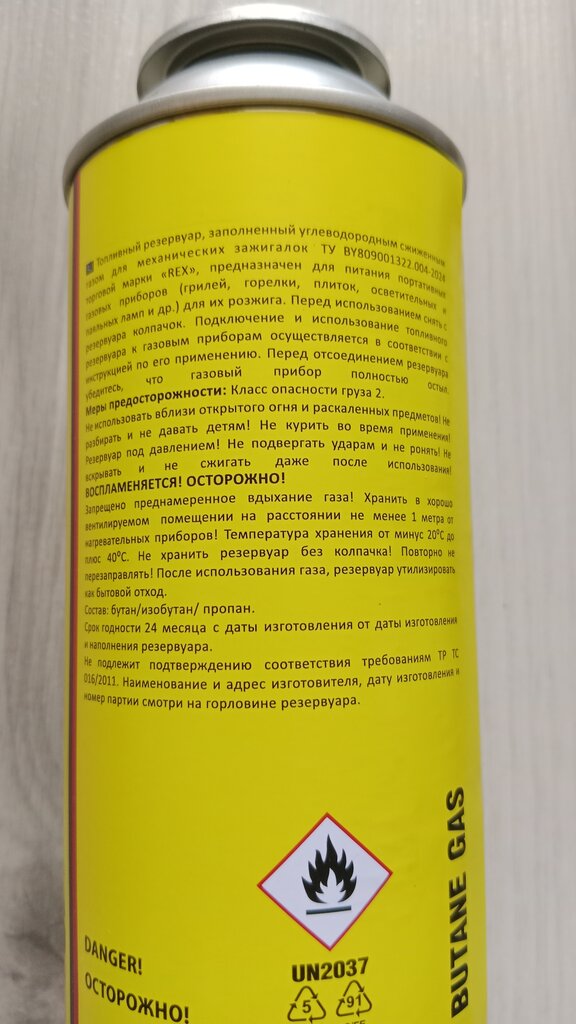 Топливный резервуар, заполненный углеводородным сжиженным
газом для механических зажигалок ТУ BY809001322.004-2024
торговой марки «REX», предназначен для питания портативных
газовых приборов (грилей, горелки, плиток, осветительных и
паяльных ламп и др.) для их розжига. Перед использованием снять с
резервуара колпачок. Подключение и использование топливного
резервуара к газовым приборам осуществляется в соответствии с
инструкцией по его применению. Перед отсоединением резервуара
убедитесь, что газовый прибор полностью остыл.
Меры предосторожности: Класс опасности груза 2.
Не использовать вблизи открытого огня и раскаленных предметов! Не
разбирать и не давать детям! Не курить во время применения!
Резервуар под давлением! Не подвергать ударам и не ронять! Не
вскрывать и не сжигать даже после использования!
ВОСПЛАМЕНЯЕТСЯ! ОСТОРОЖНО!
Запрещено преднамеренное вдыхание газа! Хранить в хорошо
вентилируемом помещении на расстоянии не менее 1 метра от
нагревательных приборов! Температура хранения от минус 20°С до
плюс 40°С. Не хранить резервуар без колпачка! Повторно не
перезаправлять! После использования газа, резервуар утилизировать
как бытовой отход.
Состав: бутан/изобутан/ пропан.
Срок годности 24 месяца с даты изготовления от даты изготовления
и наполнения резервуара.
Не подлежит подтверждению соответствия требованиям ТР ТС
016/2011. Наименование и адрес изготовителя, дату изготовления и
номер партии смотри на горловине резервуара.
DANGER!
ОСТОРОЖНО!
UN2037
5
91
BUTANE GAS